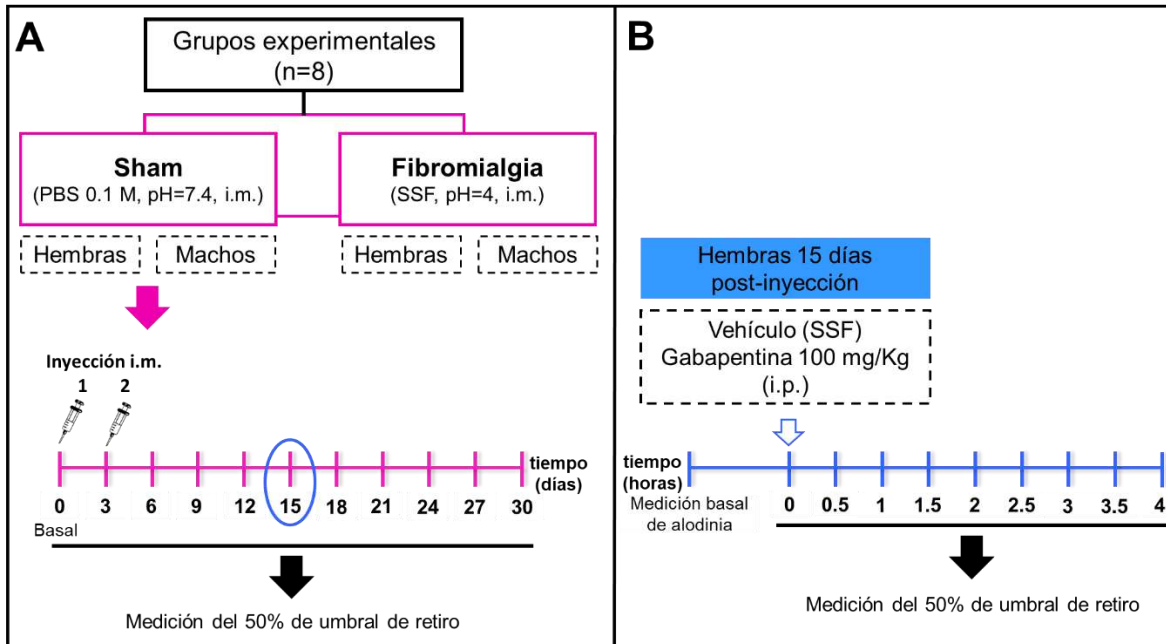 A
Grupos experimentales
(n=8)
Sham
(PBS 0.1 M, pH=7.4, i.m.)
Fibromialgia
(SSF, pH=4, i.m.)
Hembras
Machos
Hembras
Machos
Inyección i.m.
1 2
0 3 6 9 12 15 18 21 24 27 30
tiempo
(días)
Basal
Medición del 50% de umbral de retiro
B
Hembras 15 días
post-inyección
Vehículo (SSF)
Gabapentina 100 mg/Kg
(i.p.)
tiempo
(horas)
Medición basal
de alodinia
0 0.5 1 1.5 2 2.5 3 3.5 4
Medición del 50% de umbral de retiro